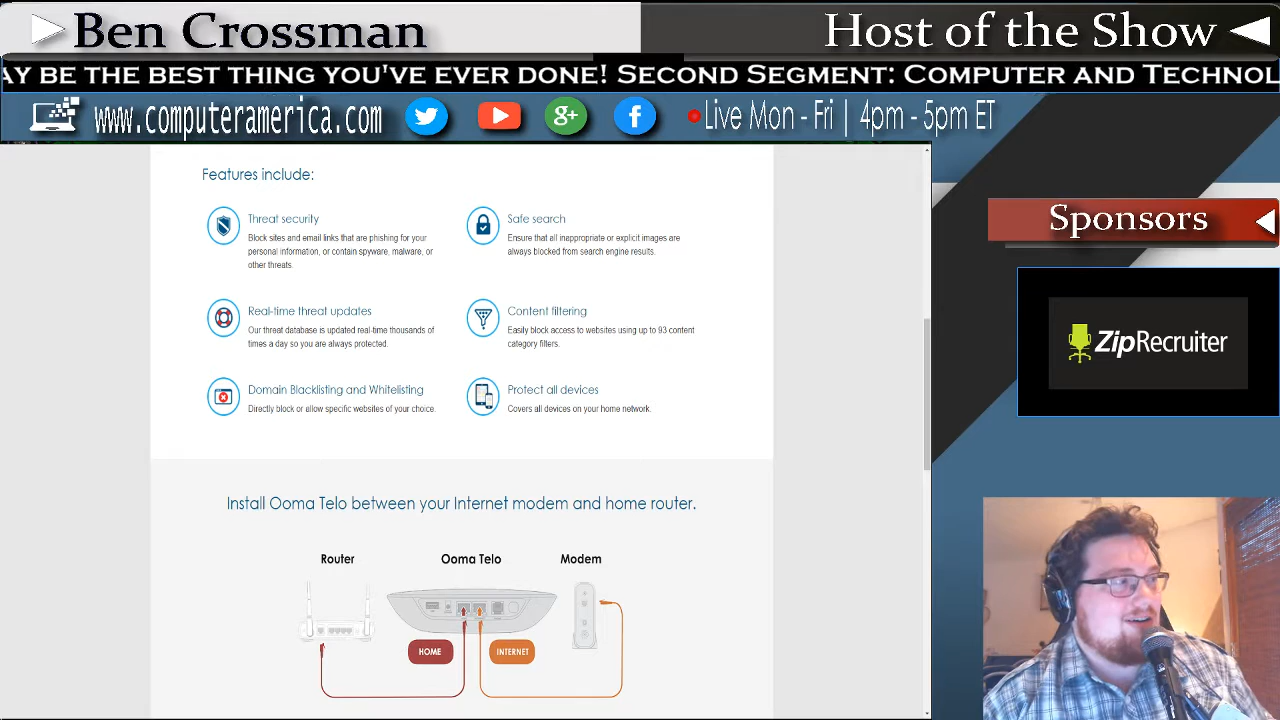 Ben Crossman
Host of the Show
AY BE THE BEST THING YOU'VE EVER DONE! SECOND SEGMENT: COMPUTER AND TECHNOL
www.computeramerica.com
Live Mon - Fri | 4pm - 5pm ET
Features include:
Threat security
Block sites and email links that are phishing for your
personal information, or contain spyware, malware, or
other threats.
Safe search
Ensure that all inappropriate or explicit images are
always blocked from search engine results.
Real-time threat updates
Our threat database is updated real-time thousands of
times a day so you are always protected.
Content filtering
Easily block access to websites using up to 93 content
category filters.
Domain Blacklisting and Whitelisting
Directly block or allow specific websites of your choice.
Protect all devices
Covers all devices on your home network.
Install Ooma Telo between your Internet modem and home router.
Router
Ooma Telo
Modem
HOME
INTERNET
Sponsors
ZipRecruiter